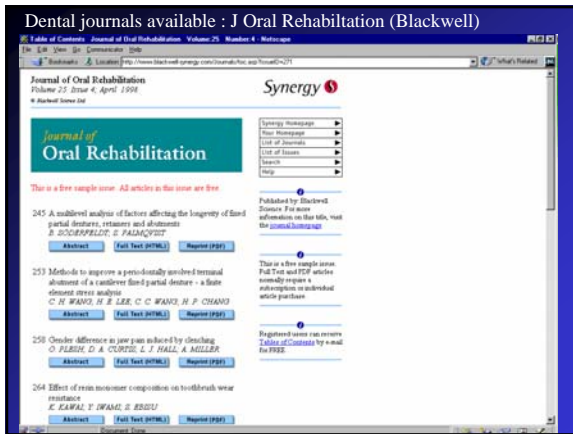 Dental journals available : J Oral Rehabiltation (Blackwell)
Table of Contents Journal of Oral Rehabilitation Volume:25 Number:4 - Netscape
File Edit View Go Communicator Help
Bookmarks Location http://www.blackwell-synergy.com/Journals/toc.asp?IssueID=271 What's Related
Journal of Oral Rehabilitation
Volume 25 Issue 4; April 1998
© Blackwell Science Ltd
Synergy
Journal of
Oral Rehabilitation
Synergy Homepage
Your Homepage
List of Journals
List of Issues
Search
Help
This is a free sample issue. All articles in this issue are free.
245 A multilevel analysis of factors affecting the longevity of fixed
partial dentures, retainers and abutments
B. SÖDERFELDT; S. PALMQVIST
Abstract Full Text (HTML) Reprint (PDF)
253 Methods to improve a periodontally involved terminal
abutment of a cantilever fixed partial denture - a finite
element stress analysis
C. H. WANG; H. E. LEE; C. C. WANG; H. P. CHANG
Abstract Full Text (HTML) Reprint (PDF)
258 Gender difference in jaw pain induced by clenching
O. PLESH; D. A. CURTIS; L. J. HALL; A. MILLER
Abstract Full Text (HTML) Reprint (PDF)
264 Effect of resin monomer composition on toothbrush wear
resistance
K. KAWAI; Y. IWAMI; S. EBISU
Abstract Full Text (HTML) Reprint (PDF)
Published by: Blackwell
Science. For more
information on this title, visit
the journal homepage
This is a free sample issue.
Full Text and PDF articles
normally require a
subscription or individual
article purchase.
Registered users can receive
Tables of Contents by e-mail
for FREE.
Document: Done